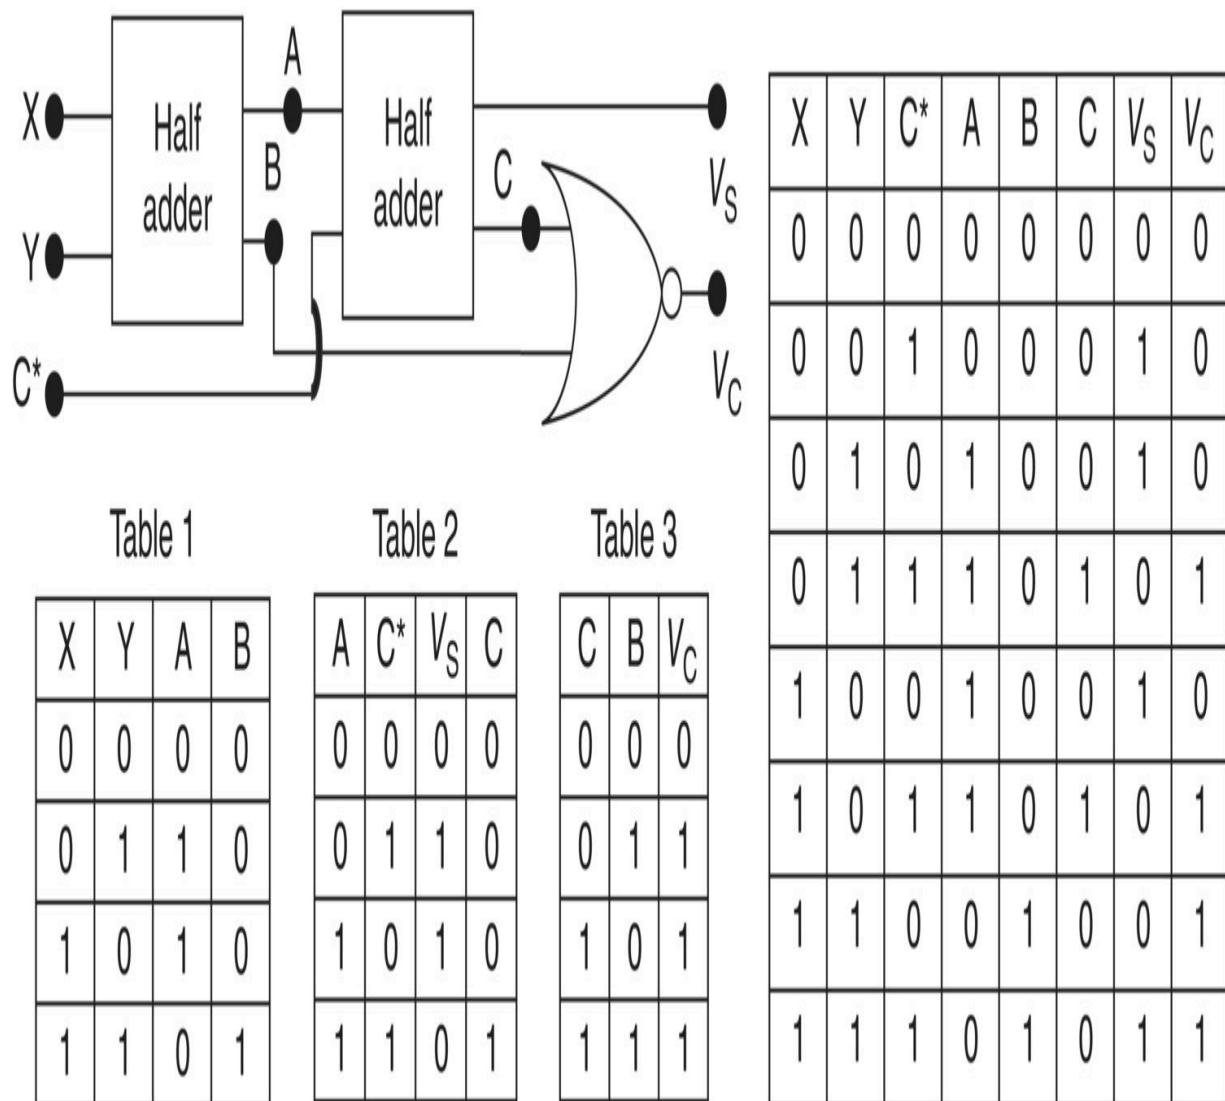 X
Y
C*
Half
adder
A
B
Half
adder
C
V_S
V_C
Table 1
X Y A B
0 0 0 0
0 1 1 0
1 0 1 0
1 1 0 1
Table 2
A C* V_S C
0 0 0 0
0 1 1 0
1 0 1 0
1 1 0 1
Table 3
C B V_C
0 0 0
0 1 1
1 0 1
1 1 1
X Y C* A B C V_S V_C
0 0 0 0 0 0 0 0
0 0 1 0 0 0 1 0
0 1 0 1 0 0 1 0
0 1 1 1 0 1 0 1
1 0 0 1 0 0 1 0
1 0 1 1 0 1 0 1
1 1 0 0 1 0 0 1
1 1 1 0 1 0 1 1